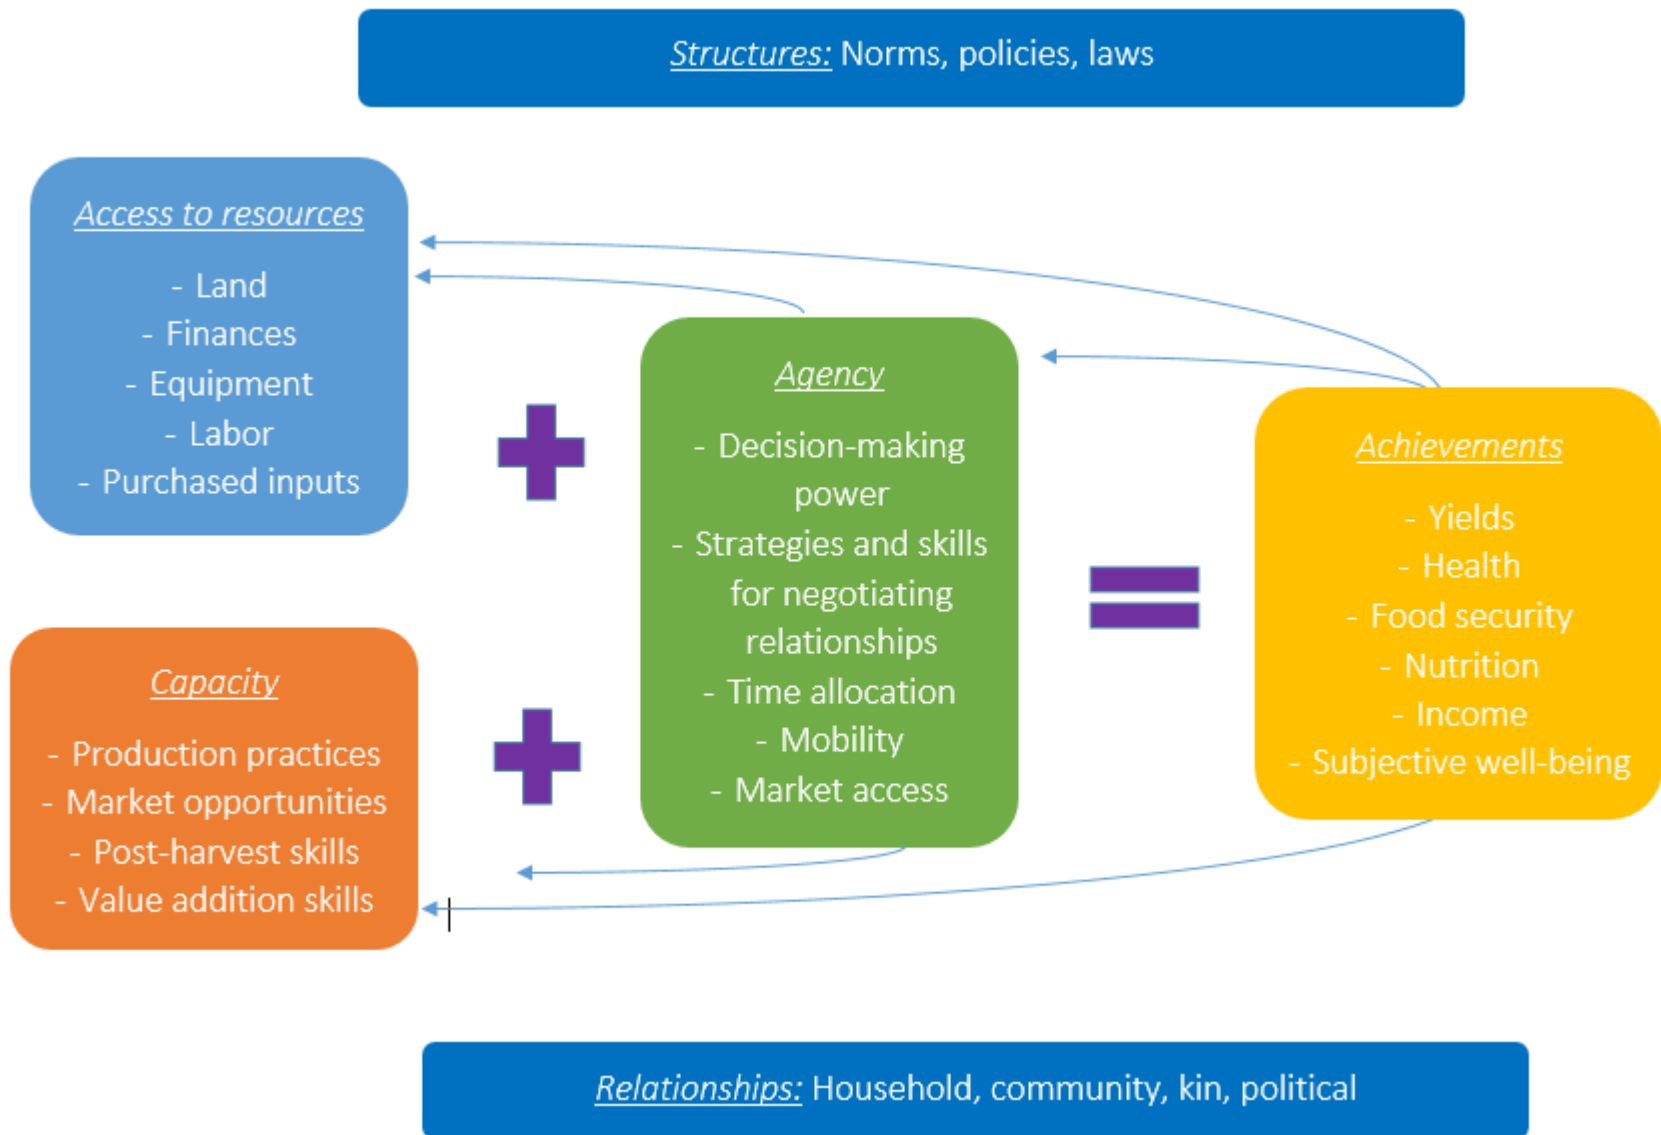 Structures: Norms, policies, laws
Access to resources
- Land
- Finances
- Equipment
- Labor
- Purchased inputs
Capacity
- Production practices
- Market opportunities
- Post-harvest skills
- Value addition skills
Agency
- Decision-making
power
- Strategies and skills
for negotiating
relationships
- Time allocation
- Mobility
- Market access
Achievements
- Yields
- Health
- Food security
- Nutrition
- Income
- Subjective well-being
Relationships: Household, community, kin, political